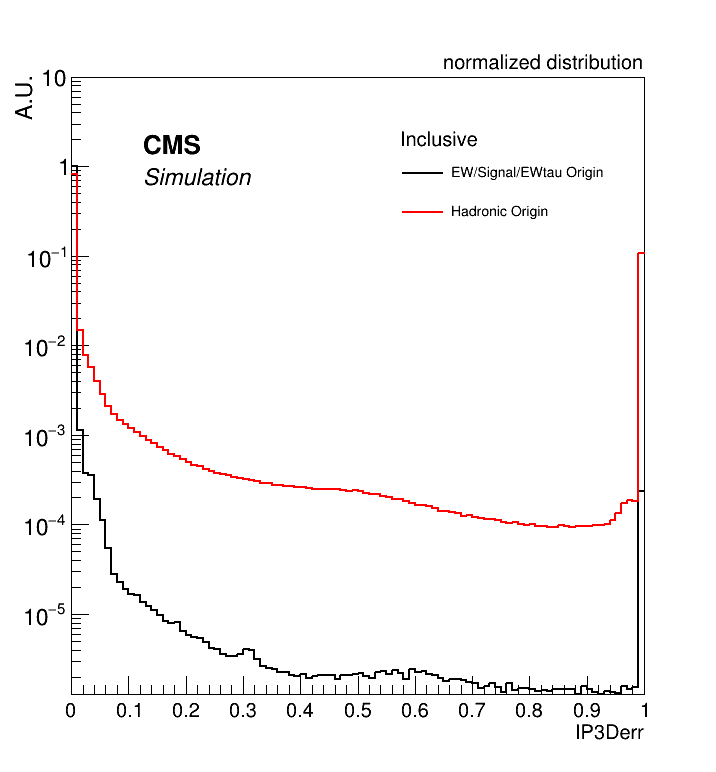 normalized distribution
A.U.
10
CMS
Simulation
Inclusive
EW/Signal/EWtau Origin
Hadronic Origin
1
10⁻¹
10⁻²
10⁻³
10⁻⁴
10⁻⁵
0 0.1 0.2 0.3 0.4 0.5 0.6 0.7 0.8 0.9 1
IP3Derr